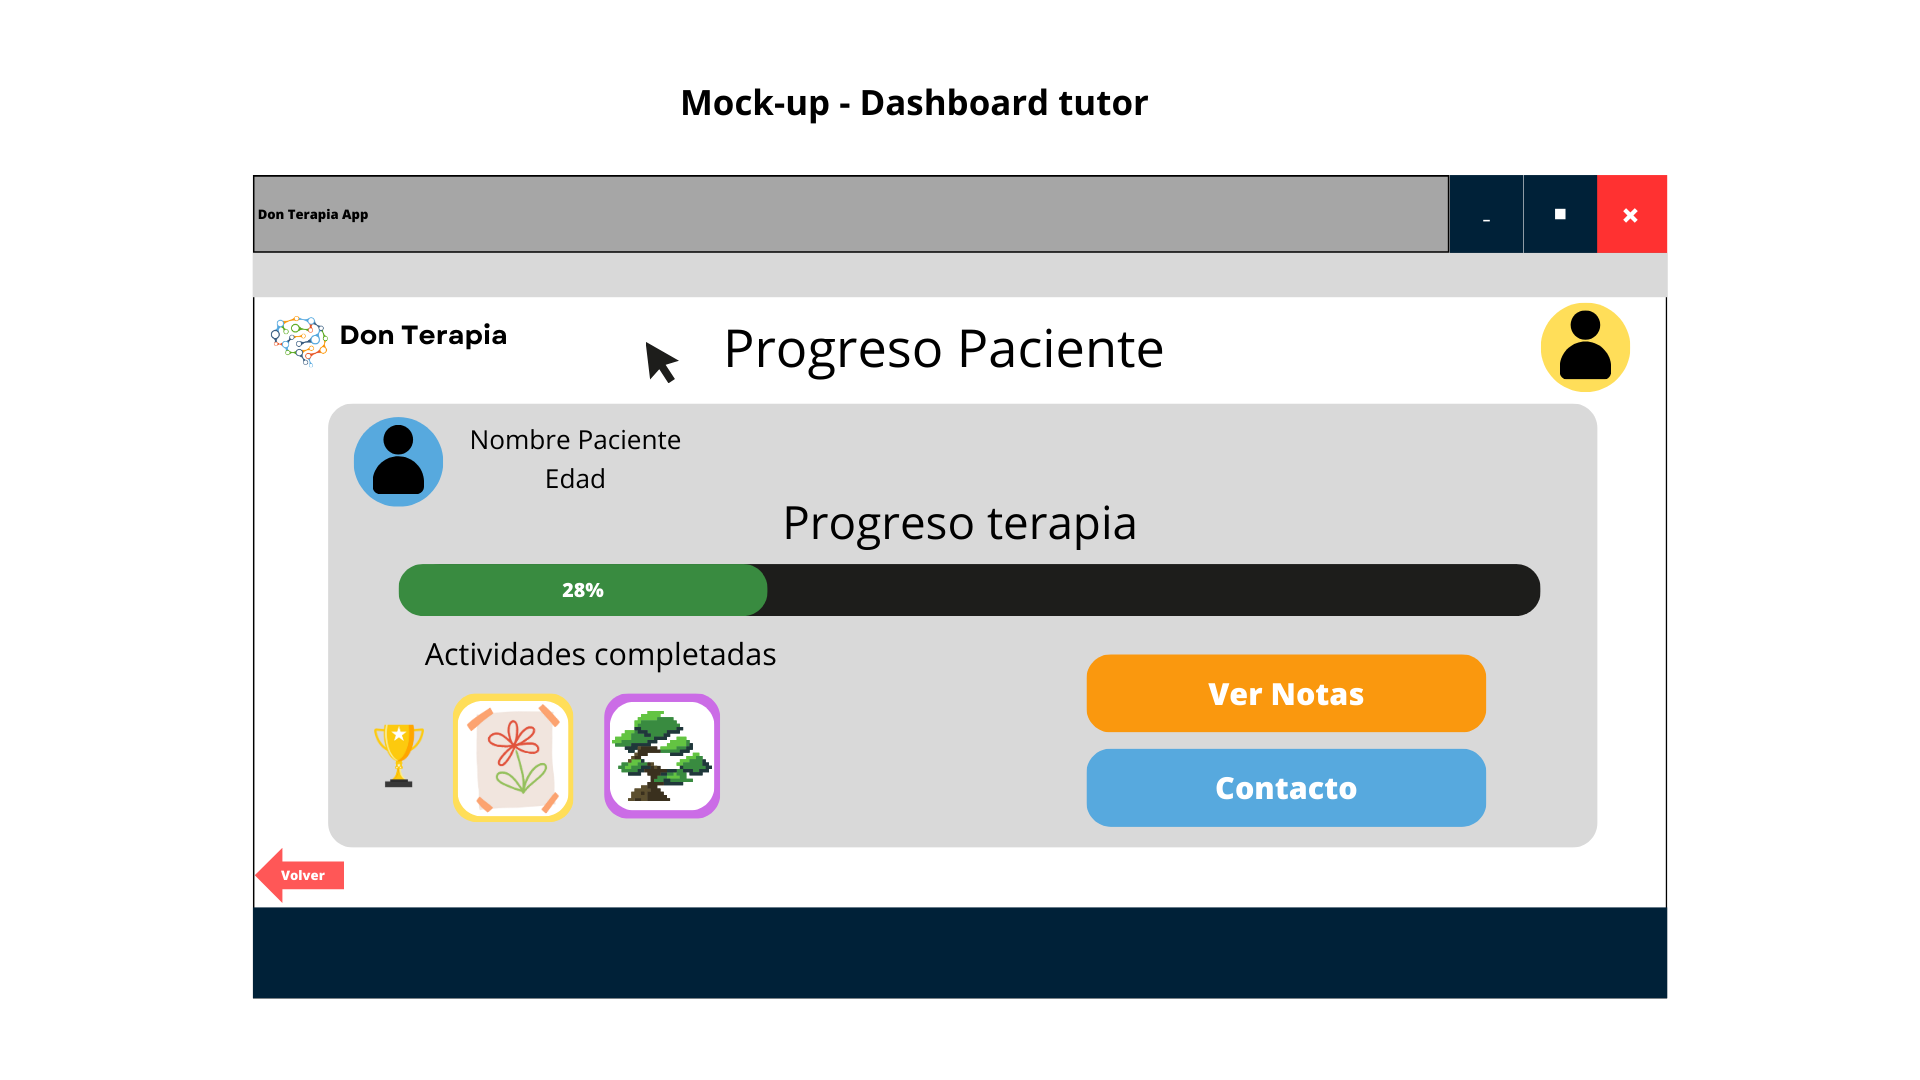 Mock-up - Dashboard tutor
Don Terapia App
Don Terapia
Progreso Paciente
Nombre Paciente
Edad
Progreso terapia
28%
Actividades completadas
Ver Notas
Contacto
Volver